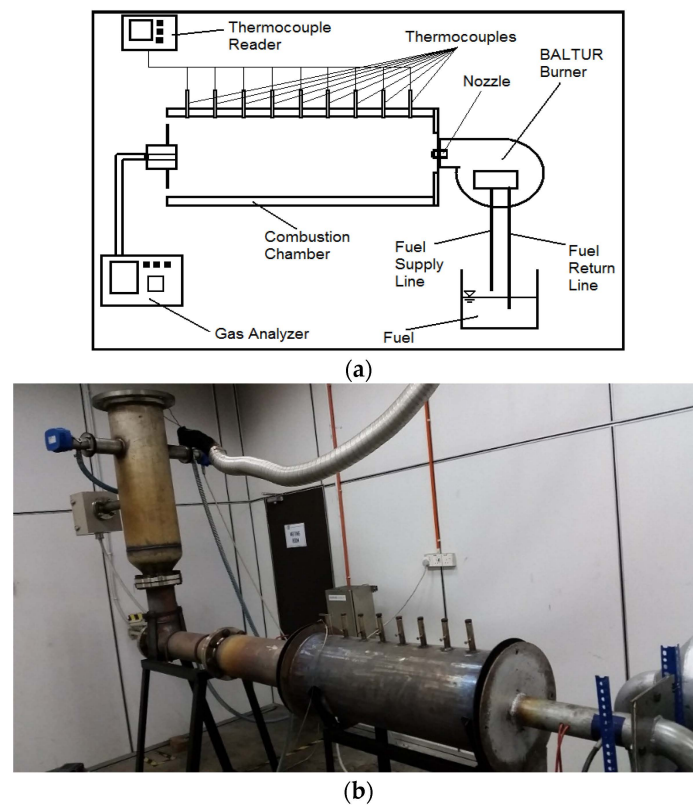 Thermocouple
Reader
Thermocouples
BALTUR
Burner
Nozzle
Combustion
Chamber
Fuel
Supply
Line
Fuel
Return
Line
Gas Analyzer
Fuel
(a)
(b)